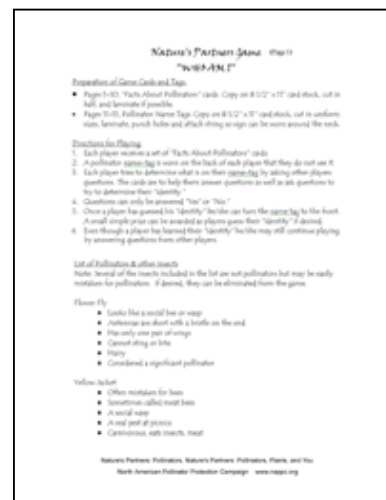 Nature's Partners Game (Page 1)
"WHO AM I"
Preparation of Game Cards and Tags
• Pages 5-10, "Facts About Pollinators" cards. Copy on 8 1/2" x 11" card stock, cut in
half, and laminate if possible.
• Pages 11-13, Pollinator Name Tags. Copy on 8 1/2" x 11" card stock, cut in uniform
sizes, laminate, punch holes and attach string so sign can be worn around the neck.
Directions for Playing
1. Each player receives a set of "Facts About Pollinators" cards.
2. A pollinator name-tag is worn on the back of each player that they do not see it.
3. Each player tries to determine what is on their name-tag by asking other players
questions. The cards are to help them answer questions as well as ask questions to
try to determine their "identity."
4. Questions can only be answered, "Yes" or "No."
5. Once a player has guessed his "identity" he/she can turn the name-tag to the front.
A small simple prize can be awarded as players guess their "identity" if desired.
6. Even though a player has learned their "identity" he/she may still continue playing
by answering questions from other players.
List of Pollinators & other insects
Note: Several of the insects included in the list are not pollinators but may be easily
mistaken for pollinators. If desired, they can be eliminated from the game.
Flower Fly
• Looks like a social bee or wasp
• Antennae are short with a bristle on the end
• Has only one pair of wings
• Cannot sting or bite
• Hairy
• Considered a significant pollinator
Yellow Jacket
• Often mistaken for bees
• Sometimes called meat bees
• A social wasp
• A real pest at picnics
• Carnivorous, eats insects, meat
Nature's Partners: Pollinators, Nature's Partners: Pollinators, Plants, and You
North American Pollinator Protection Campaign www.nappc.org